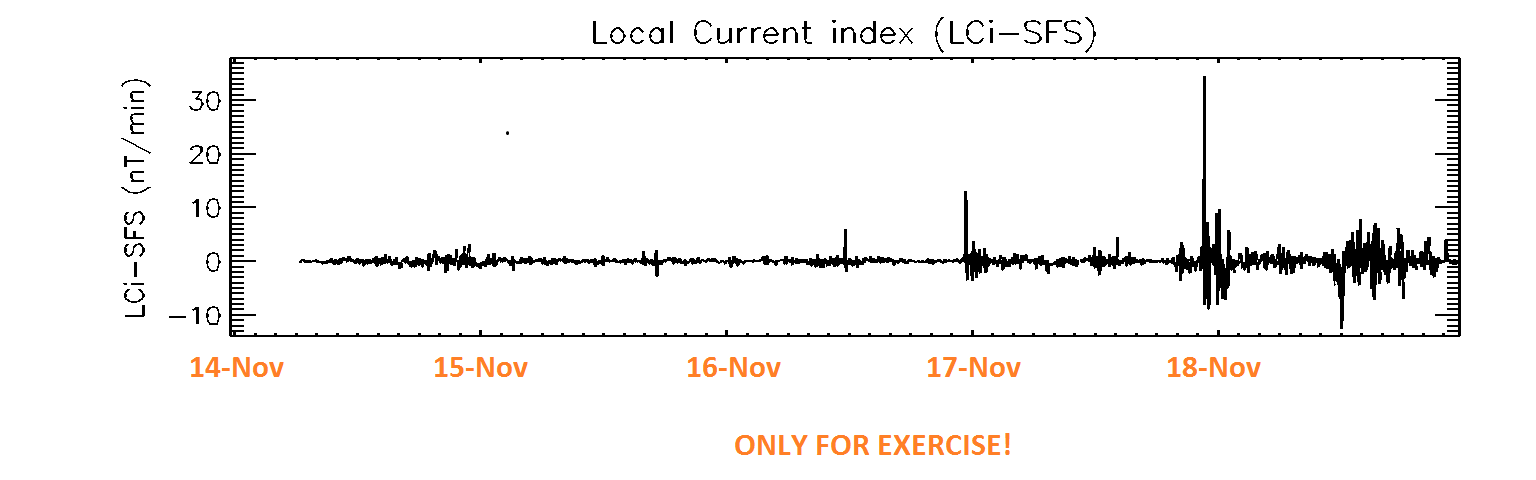 Local Current index (LCi-SFS)
LCi-SFS (nT/min)
30
20
10
0
-10
14-Nov 15-Nov 16-Nov 17-Nov 18-Nov
ONLY FOR EXERCISE!